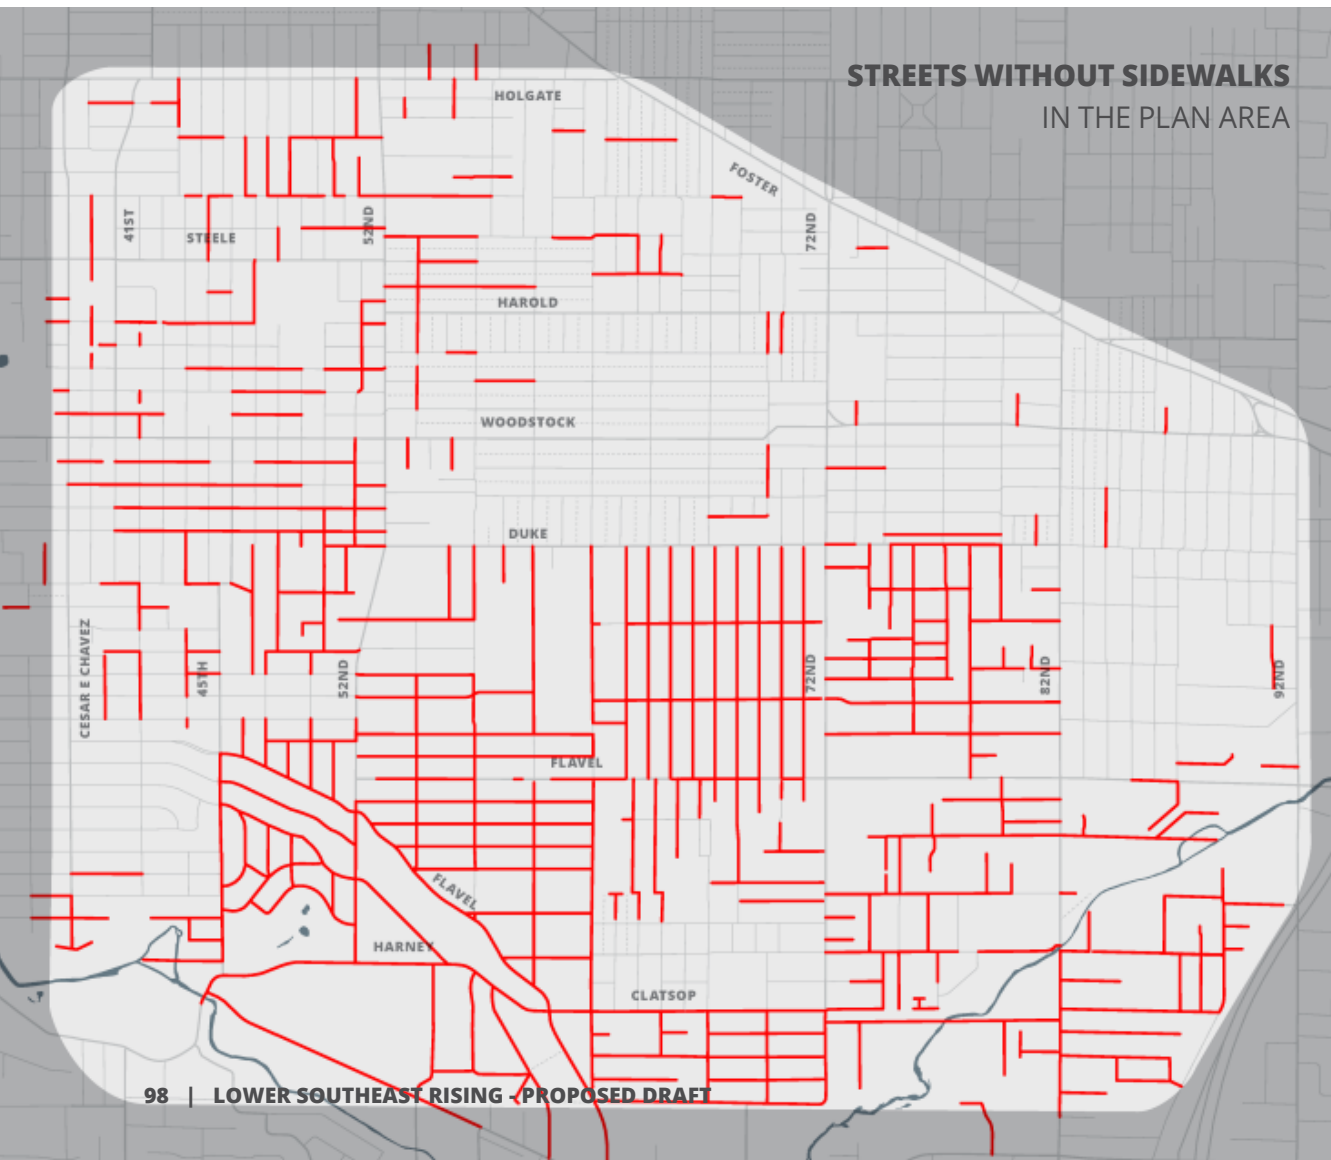 STREETS WITHOUT SIDEWALKS
IN THE PLAN AREA
HOLGATE
FOSTER
41ST
STEELE
52ND
72ND
HAROLD
WOODSTOCK
DUKE
CESAR E CHAVEZ
45TH
52ND
72ND
82ND
92ND
FLAVEL
FLAVEL
HARNEY
CLATSOP
98 | LOWER SOUTHEAST RISING - PROPOSED DRAFT